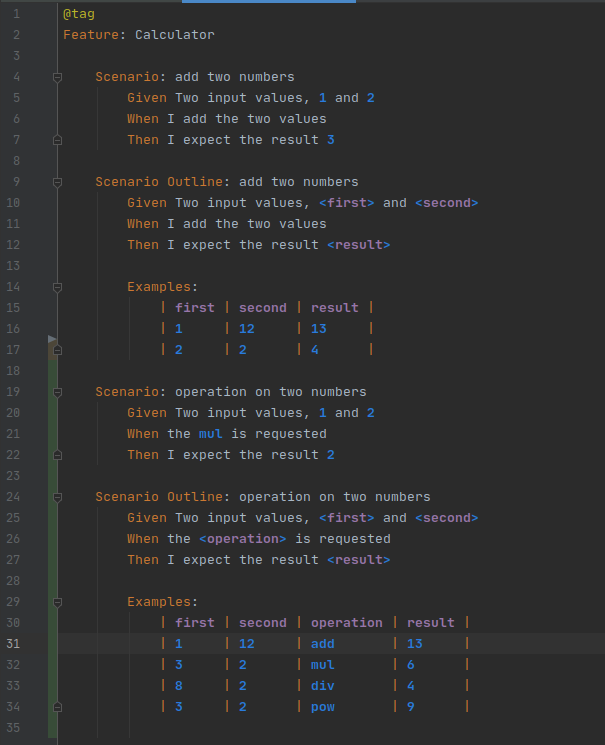 1 @tag
2 Feature: Calculator
3
4 Scenario: add two numbers
5 Given Two input values, 1 and 2
6 When I add the two values
7 Then I expect the result 3
8
9 Scenario Outline: add two numbers
10 Given Two input values, <first> and <second>
11 When I add the two values
12 Then I expect the result <result>
13
14 Examples:
15 | first | second | result |
16 | 1 | 12 | 13 |
17 | 2 | 2 | 4 |
18
19 Scenario: operation on two numbers
20 Given Two input values, 1 and 2
21 When the mul is requested
22 Then I expect the result 2
23
24 Scenario Outline: operation on two numbers
25 Given Two input values, <first> and <second>
26 When the <operation> is requested
27 Then I expect the result <result>
28
29 Examples:
30 | first | second | operation | result |
31 | 1 | 12 | add | 13 |
32 | 3 | 2 | mul | 6 |
33 | 8 | 2 | div | 4 |
34 | 3 | 2 | pow | 9 |
35